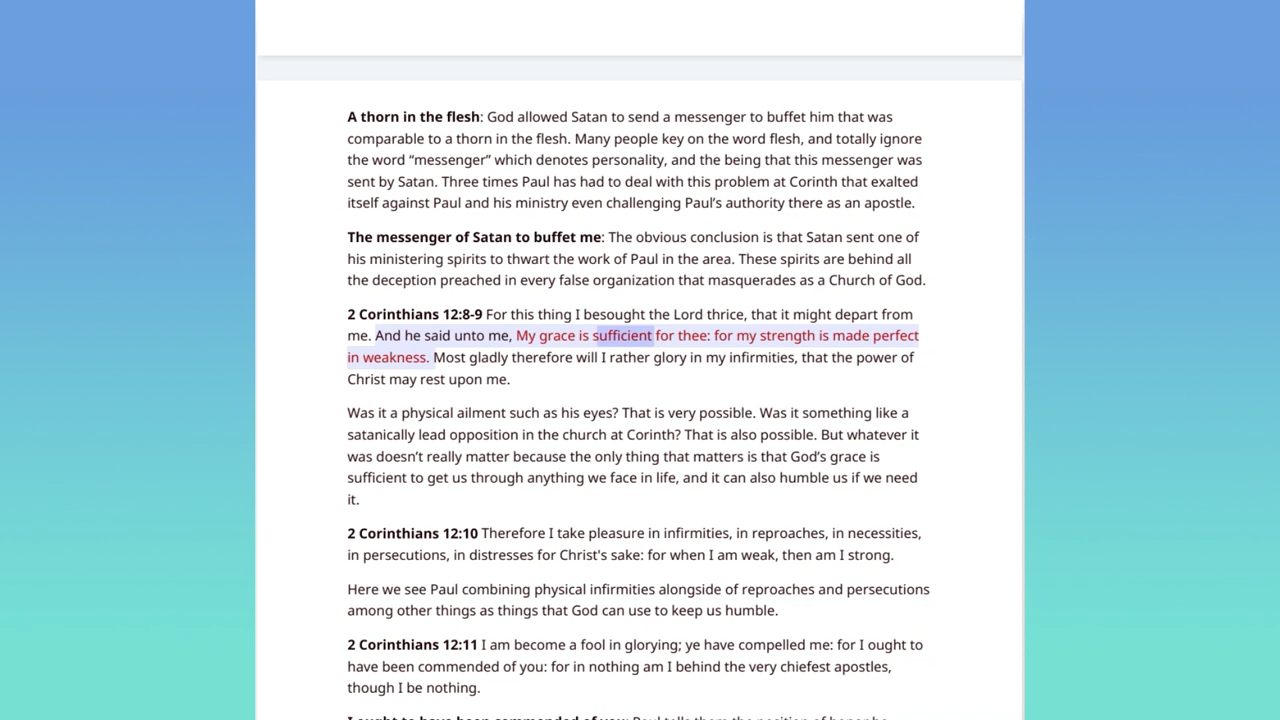 A thorn in the flesh: God allowed Satan to send a messenger to buffet him that was
comparable to a thorn in the flesh. Many people key on the word flesh, and totally ignore
the word “messenger” which denotes personality, and the being that this messenger was
sent by Satan. Three times Paul has had to deal with this problem at Corinth that exalted
itself against Paul and his ministry even challenging Paul’s authority there as an apostle.
The messenger of Satan to buffet me: The obvious conclusion is that Satan sent one of
his ministering spirits to thwart the work of Paul in the area. These spirits are behind all
the deception preached in every false organization that masquerades as a Church of God.
2 Corinthians 12:8-9 For this thing I besought the Lord thrice, that it might depart from
me. And he said unto me, My grace is sufficient for thee: for my strength is made perfect
in weakness. Most gladly therefore will I rather glory in my infirmities, that the power of
Christ may rest upon me.
Was it a physical ailment such as his eyes? That is very possible. Was it something like a
satanically lead opposition in the church at Corinth? That is also possible. But whatever it
was doesn’t really matter because the only thing that matters is that God’s grace is
sufficient to get us through anything we face in life, and it can also humble us if we need
it.
2 Corinthians 12:10 Therefore I take pleasure in infirmities, in reproaches, in necessities,
in persecutions, in distresses for Christ's sake: for when I am weak, then am I strong.
Here we see Paul combining physical infirmities alongside of reproaches and persecutions
among other things as things that God can use to keep us humble.
2 Corinthians 12:11 I am become a fool in glorying; ye have compelled me: for I ought to
have been commended of you: for in nothing am I behind the very chiefest apostles,
though I be nothing.
I ought to have been commended of you: Paul tells them the position of honor he